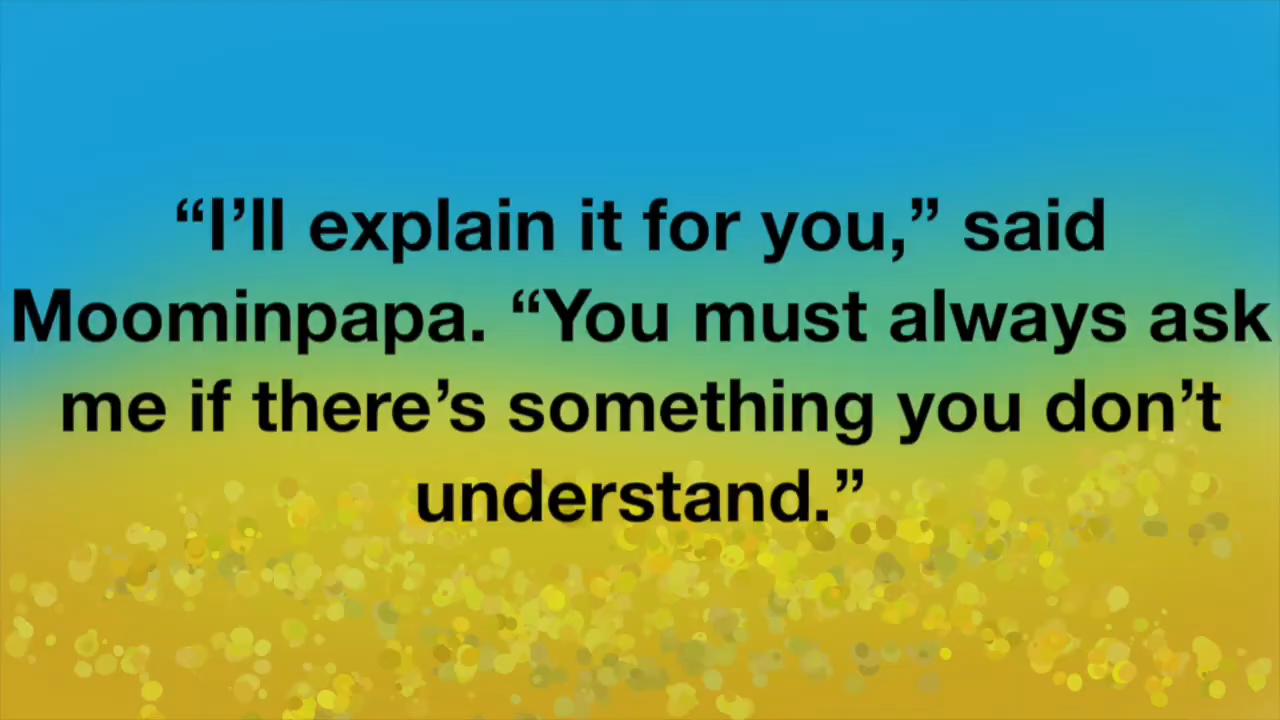 “I’ll explain it for you,” said
Moominpapa. “You must always ask
me if there’s something you don’t
understand.”